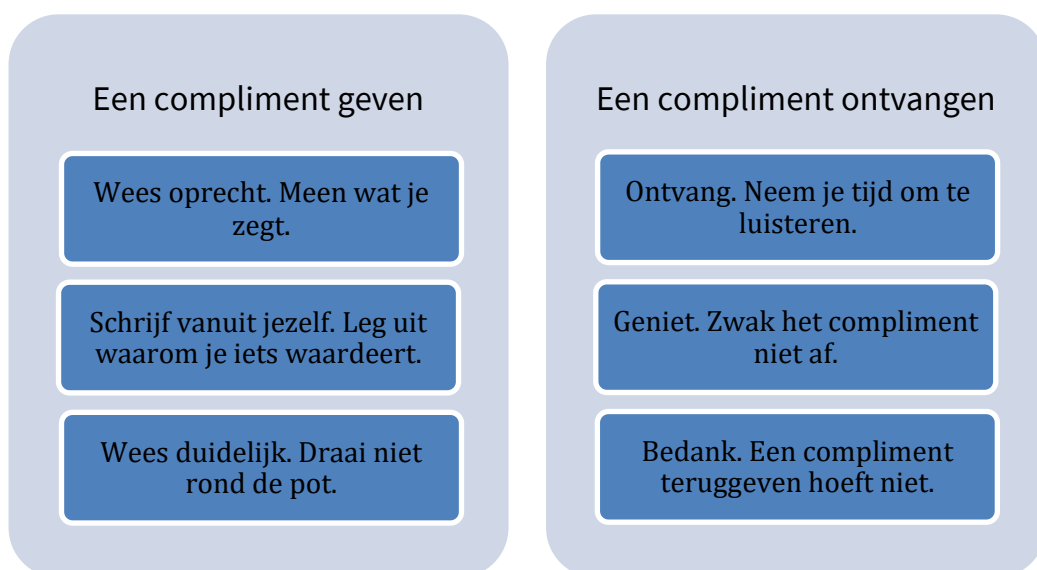 Een compliment geven
Wees oprecht. Meen wat je
zegt.
Schrijf vanuit jezelf. Leg uit
waarom je iets waardeert.
Wees duidelijk. Draai niet
rond de pot.
Een compliment ontvangen
Ontvang. Neem je tijd om te
luisteren.
Geniet. Zwak het compliment
niet af.
Bedank. Een compliment
teruggeven hoeft niet.